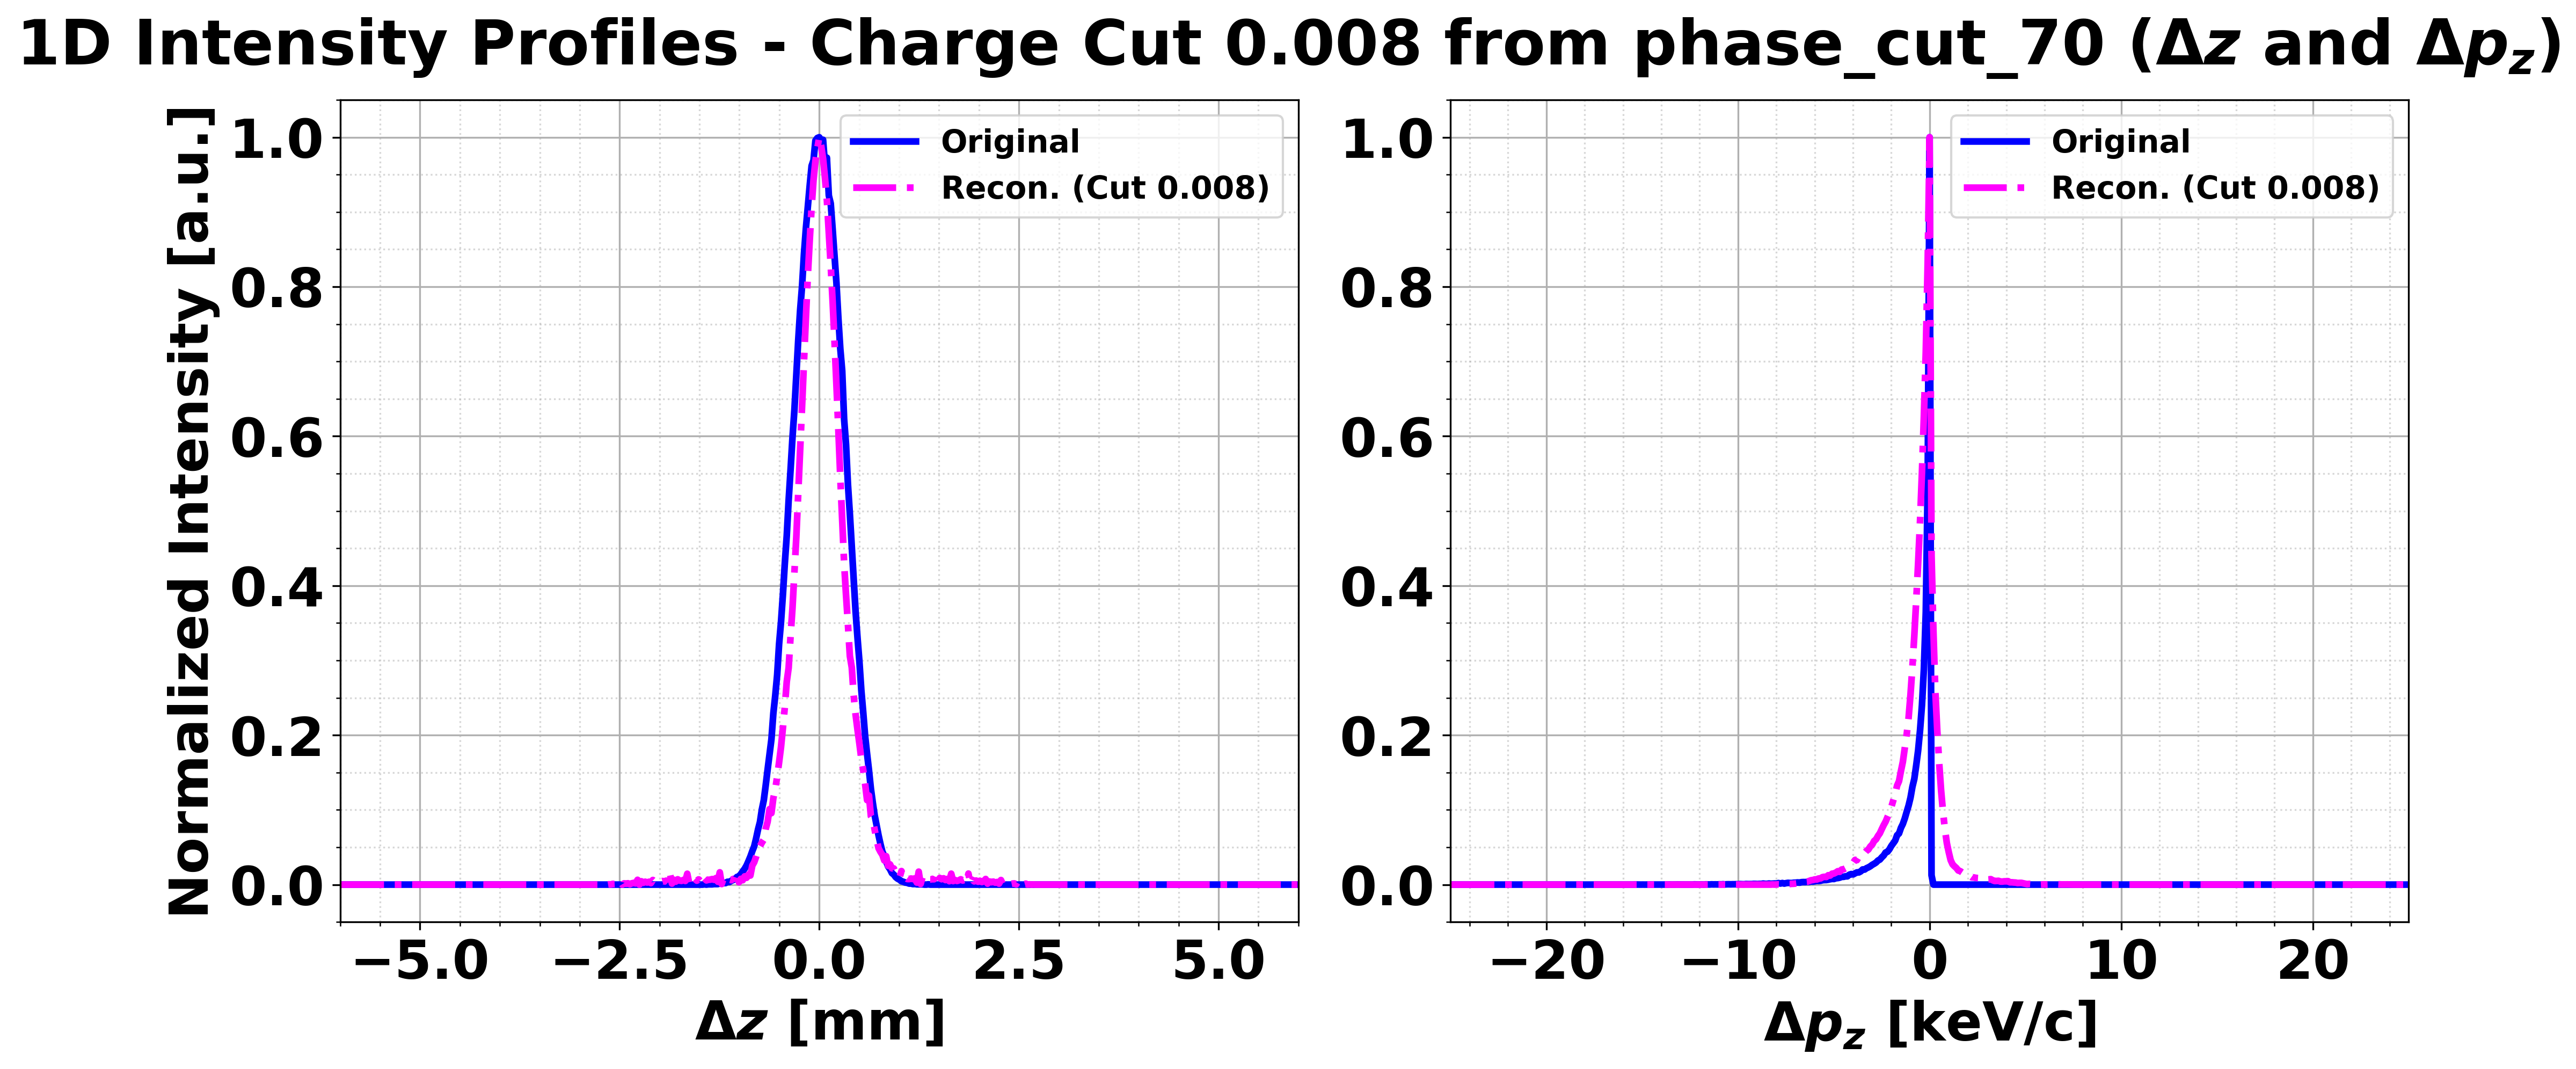 1D Intensity Profiles - Charge Cut 0.008 from phase_cut_70 (Δz and Δp_z)
Normalized Intensity [a.u.]
1.0
0.8
0.6
0.4
0.2
0.0
−5.0 −2.5 0.0 2.5 5.0
Δz [mm]
Original
Recon. (Cut 0.008)
1.0
0.8
0.6
0.4
0.2
0.0
−20 −10 0 10 20
Δp_z [keV/c]
Original
Recon. (Cut 0.008)